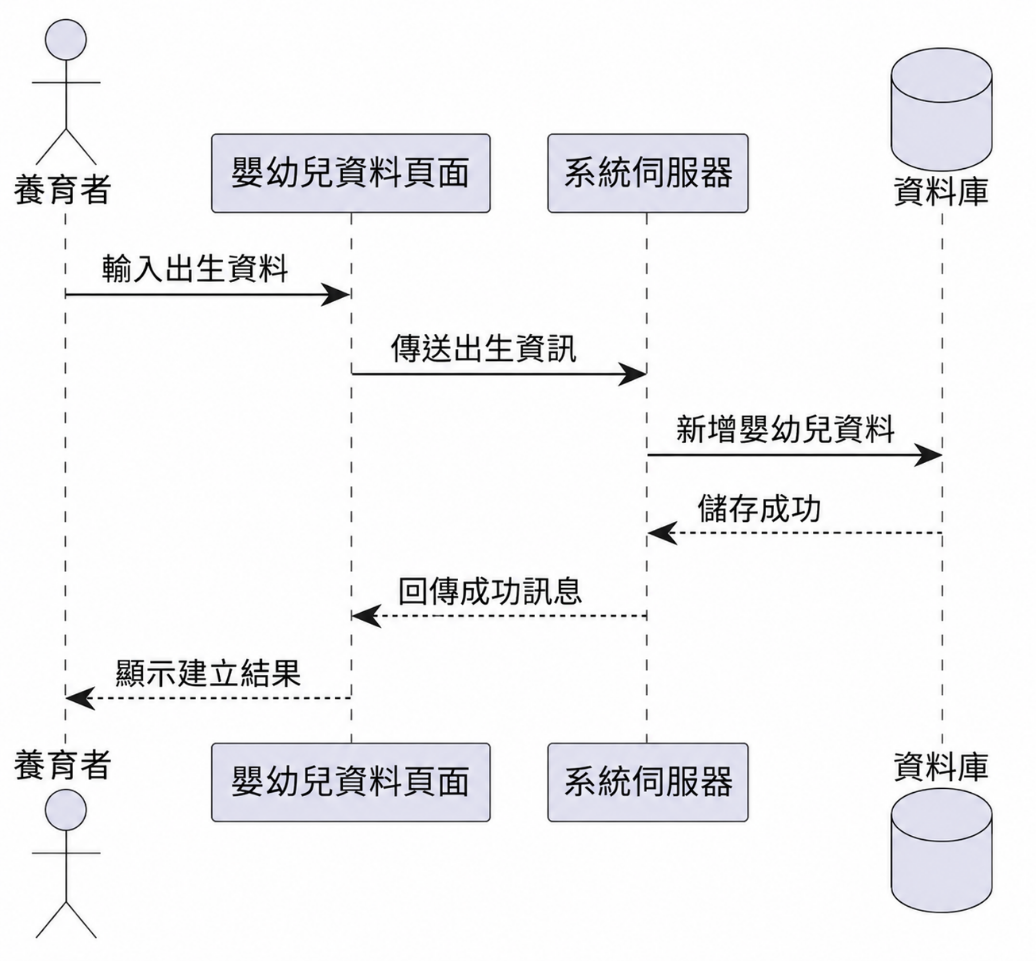 養育者
嬰幼兒資料頁面
系統伺服器
資料庫
輸入出生資料
傳送出生資訊
新增嬰幼兒資料
儲存成功
回傳成功訊息
顯示建立結果
養育者
嬰幼兒資料頁面
系統伺服器
資料庫